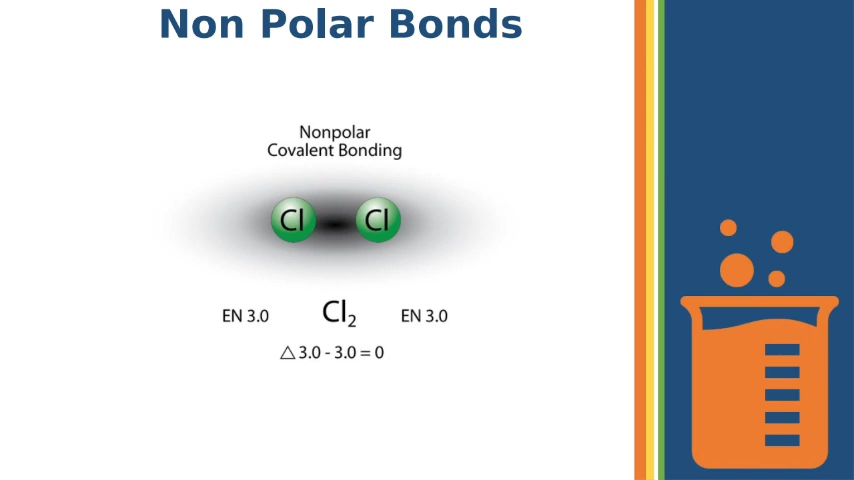 Non Polar Bonds
Nonpolar
Covalent Bonding
Cl Cl
EN 3.0 Cl₂ EN 3.0
△ 3.0 - 3.0 = 0